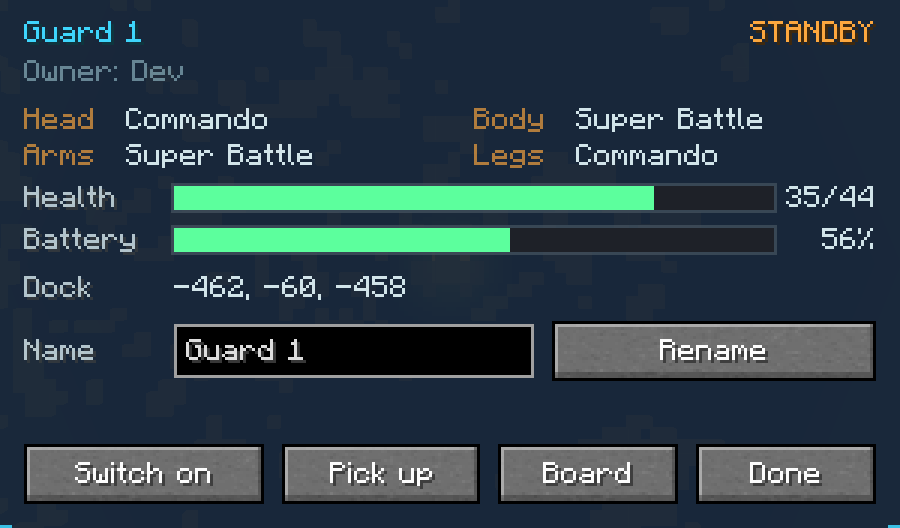 Guard 1 STANDBY
Owner: Dev
Head Commando Body Super Battle
Arms Super Battle Legs Commando
Health 35/44
Battery 56%
Dock -462, -60, -458
Name Guard 1 Rename
Switch on Pick up Board Done